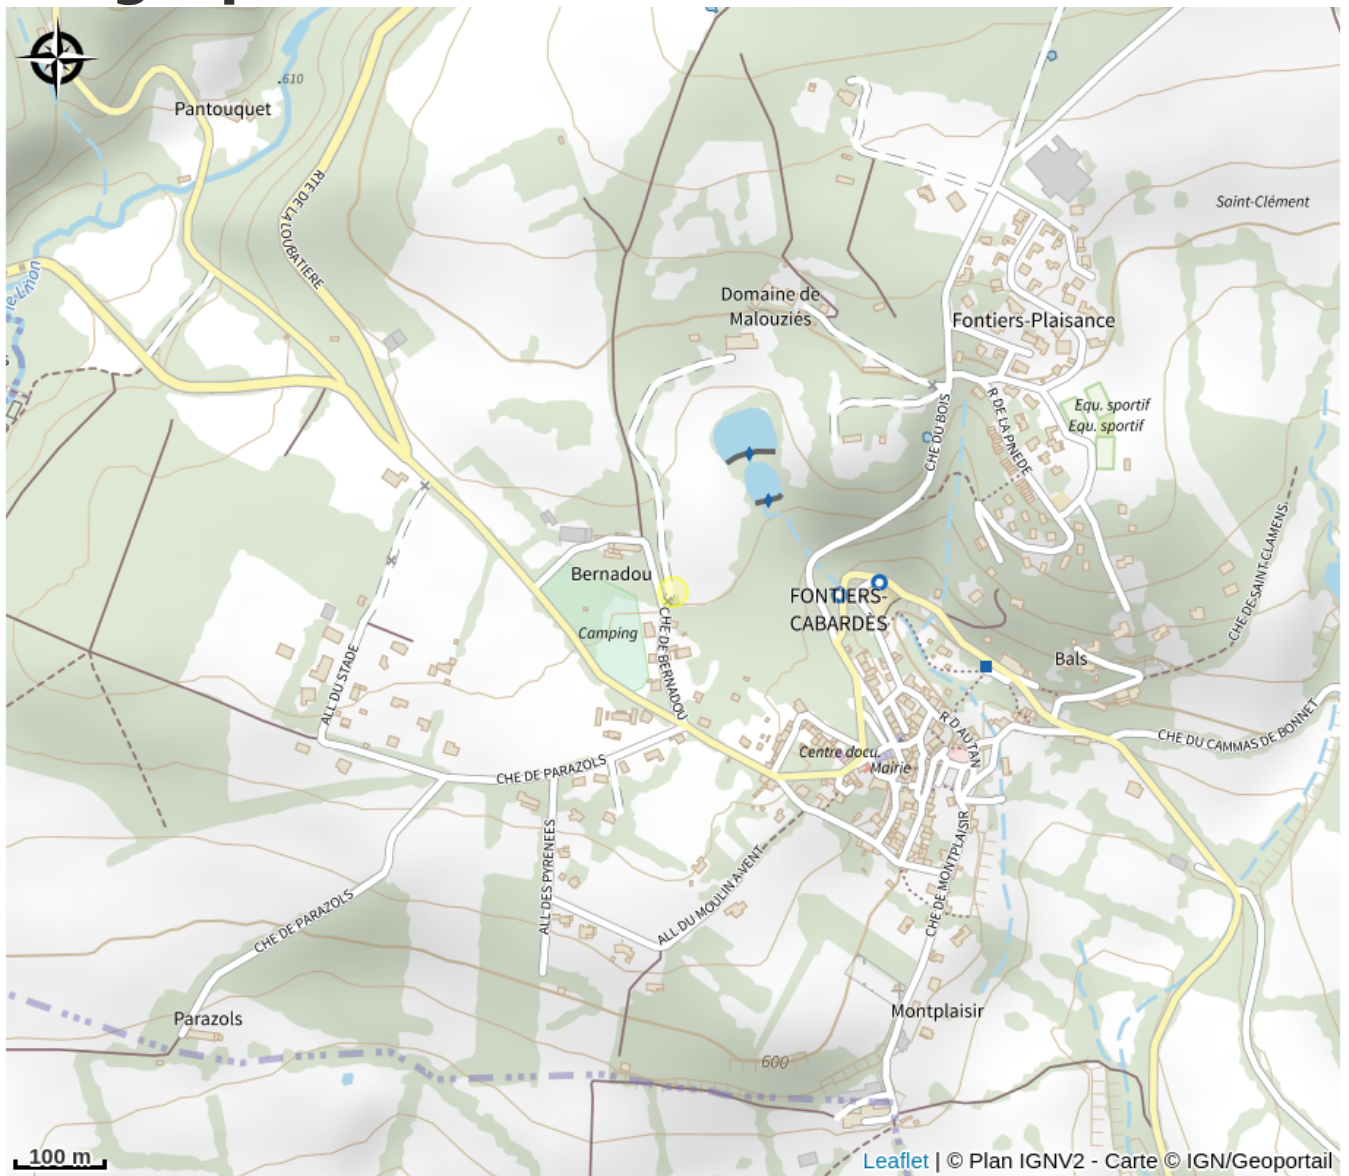 .610
Pantouquet
RTE DE LA LOUBATIERE
Saint-Clément
le Linon
Domaine de
Malouziés
Fontiers-Plaisance
Equ. sportif
Equ. sportif
R DE LA PINEDE
CHE DU BOIS
CHE DE SAINT CLAMENS
Bernadou
FONTIERS-
CABARDÈS
Camping
CHE DE BERNADOU
Bals
ALL DU STADE
R D'AUTAN
CHE DU CAMMAS DE BONNET
Centre docu.
Mairie
CHE DE PARAZOLS
ALL DES PYRENEES
CHE DE MONTPLAISIR
ALL DU MOULIN A VENT
CHE DE PARAZOLS
Montplaisir
Parazols
600
100 m
Leaflet | © Plan IGNV2 - Carte © IGN/Geoportail